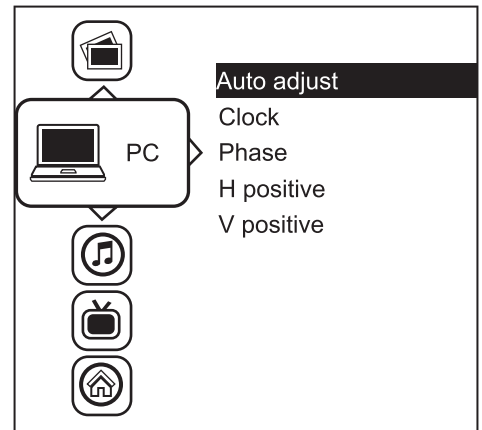 PC
Auto adjust
Clock
Phase
H positive
V positive